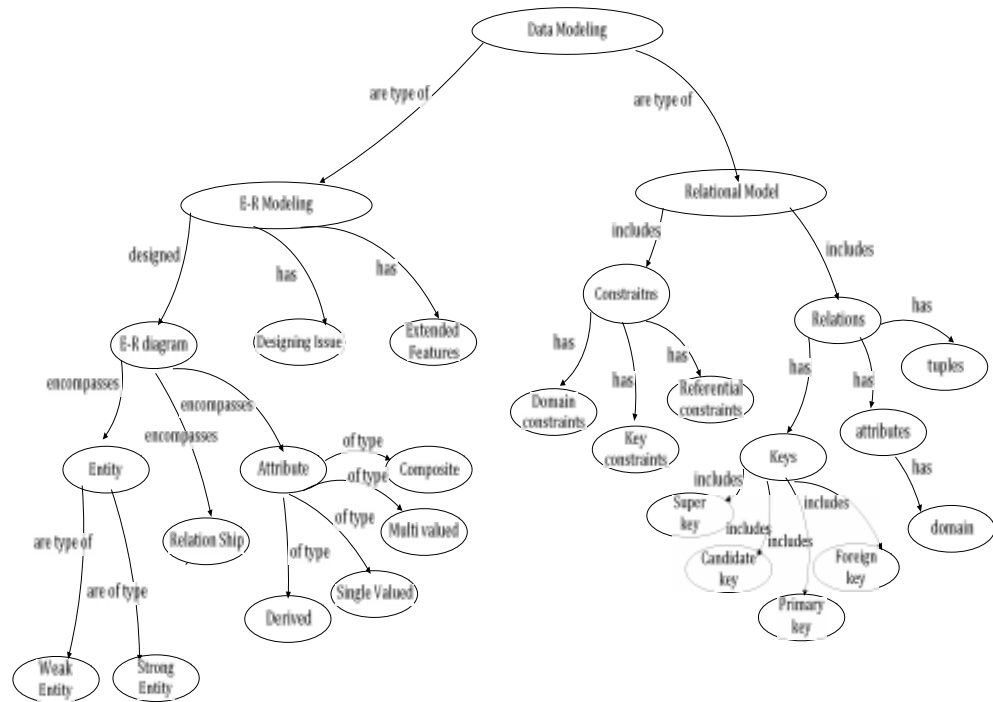 Data Modeling
are type of
are type of
E-R Modeling
Relational Model
designed
has
has
includes
includes
Constraitns
Relations
has
E-R diagram
Designing Issue
Extended
Features
tuples
has
has
has
has
has
encompasses
encompasses
encompasses
Domain
constraints
Key
constraints
Referential
constraints
attributes
Entity
Attribute
of type
Composite
of type
Multi valued
of type
of type
Keys
has
domain
includes
Super
key
includes
includes
includes
Candidate
key
Foreign
key
Primary
key
are type of
Relation Ship
are of type
Single Valued
Derived
Weak
Entity
Strong
Entity